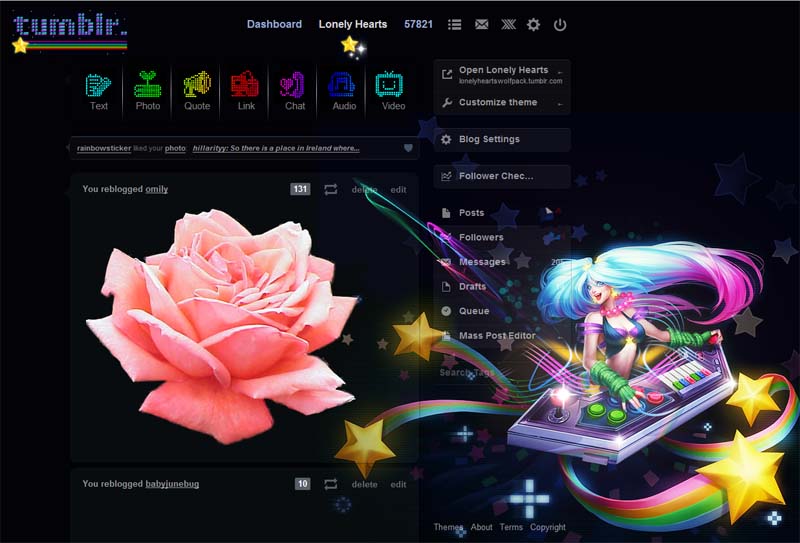 tumblr.
Dashboard Lonely Hearts 57821
Text Photo Quote Link Chat Audio Video
Open Lonely Hearts
lonelyheartswolfpack.tumblr.com
Customize theme
rainbowsticker liked your photo: hillarityy: So there is a place in Ireland where...
Blog Settings
Follower Chec...
You reblogged omily 131 delete edit
Posts
Followers
Messages
Drafts
Queue
Mass Post Editor
Search Tags
You reblogged babyjunebug 10 delete edit
Themes About Terms Copyright